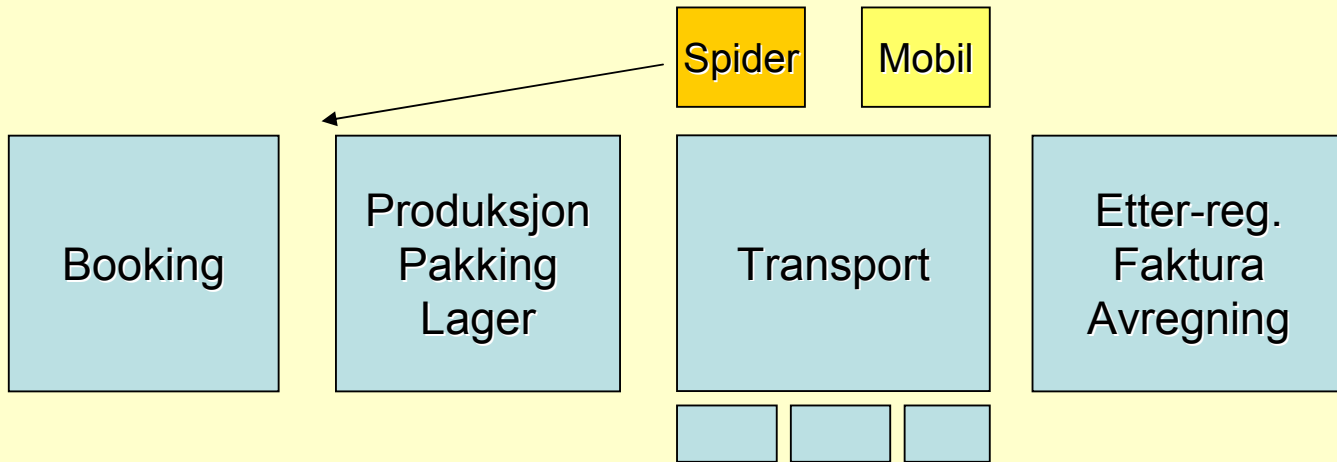 Spider
Mobil
Booking
Produksjon
Pakking
Lager
Transport
Etter-reg.
Faktura
Avregning